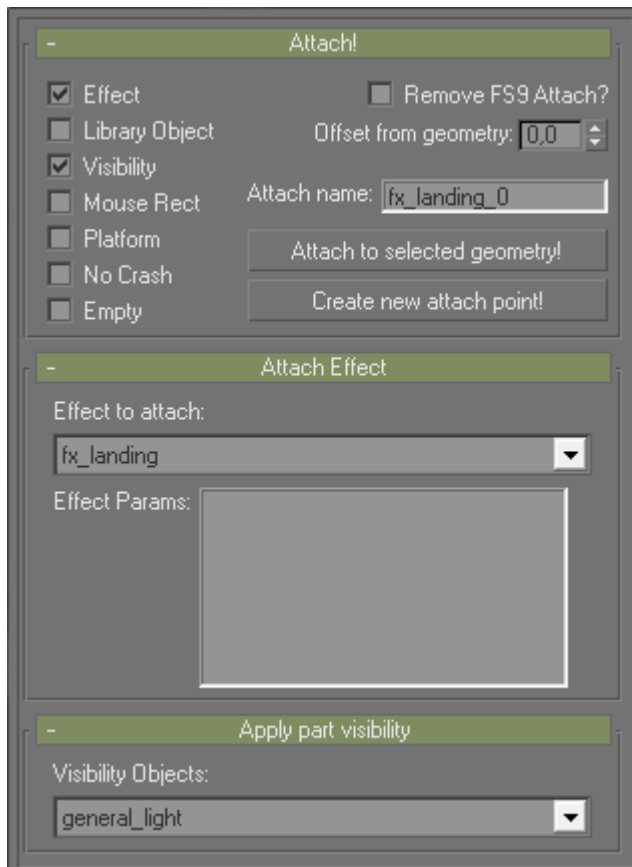 - Attach!
Effect
Remove FS9 Attach?
Library Object
Offset from geometry: 0,0
Visibility
Mouse Rect
Attach name: fx_landing_0
Platform
Attach to selected geometry!
No Crash
Create new attach point!
Empty
- Attach Effect
Effect to attach:
fx_landing
Effect Params:
- Apply part visibility
Visibility Objects:
general_light